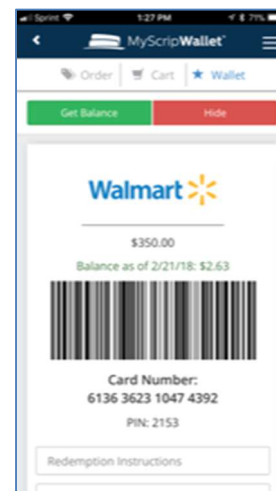 Sprint 1:27 PM 71%
MyScripWallet
Order Cart Wallet
Get Balance Hide
Walmart
$350.00
Balance as of 2/21/18: $2.63
Card Number:
6136 3623 1047 4392
PIN: 2153
Redemption Instructions